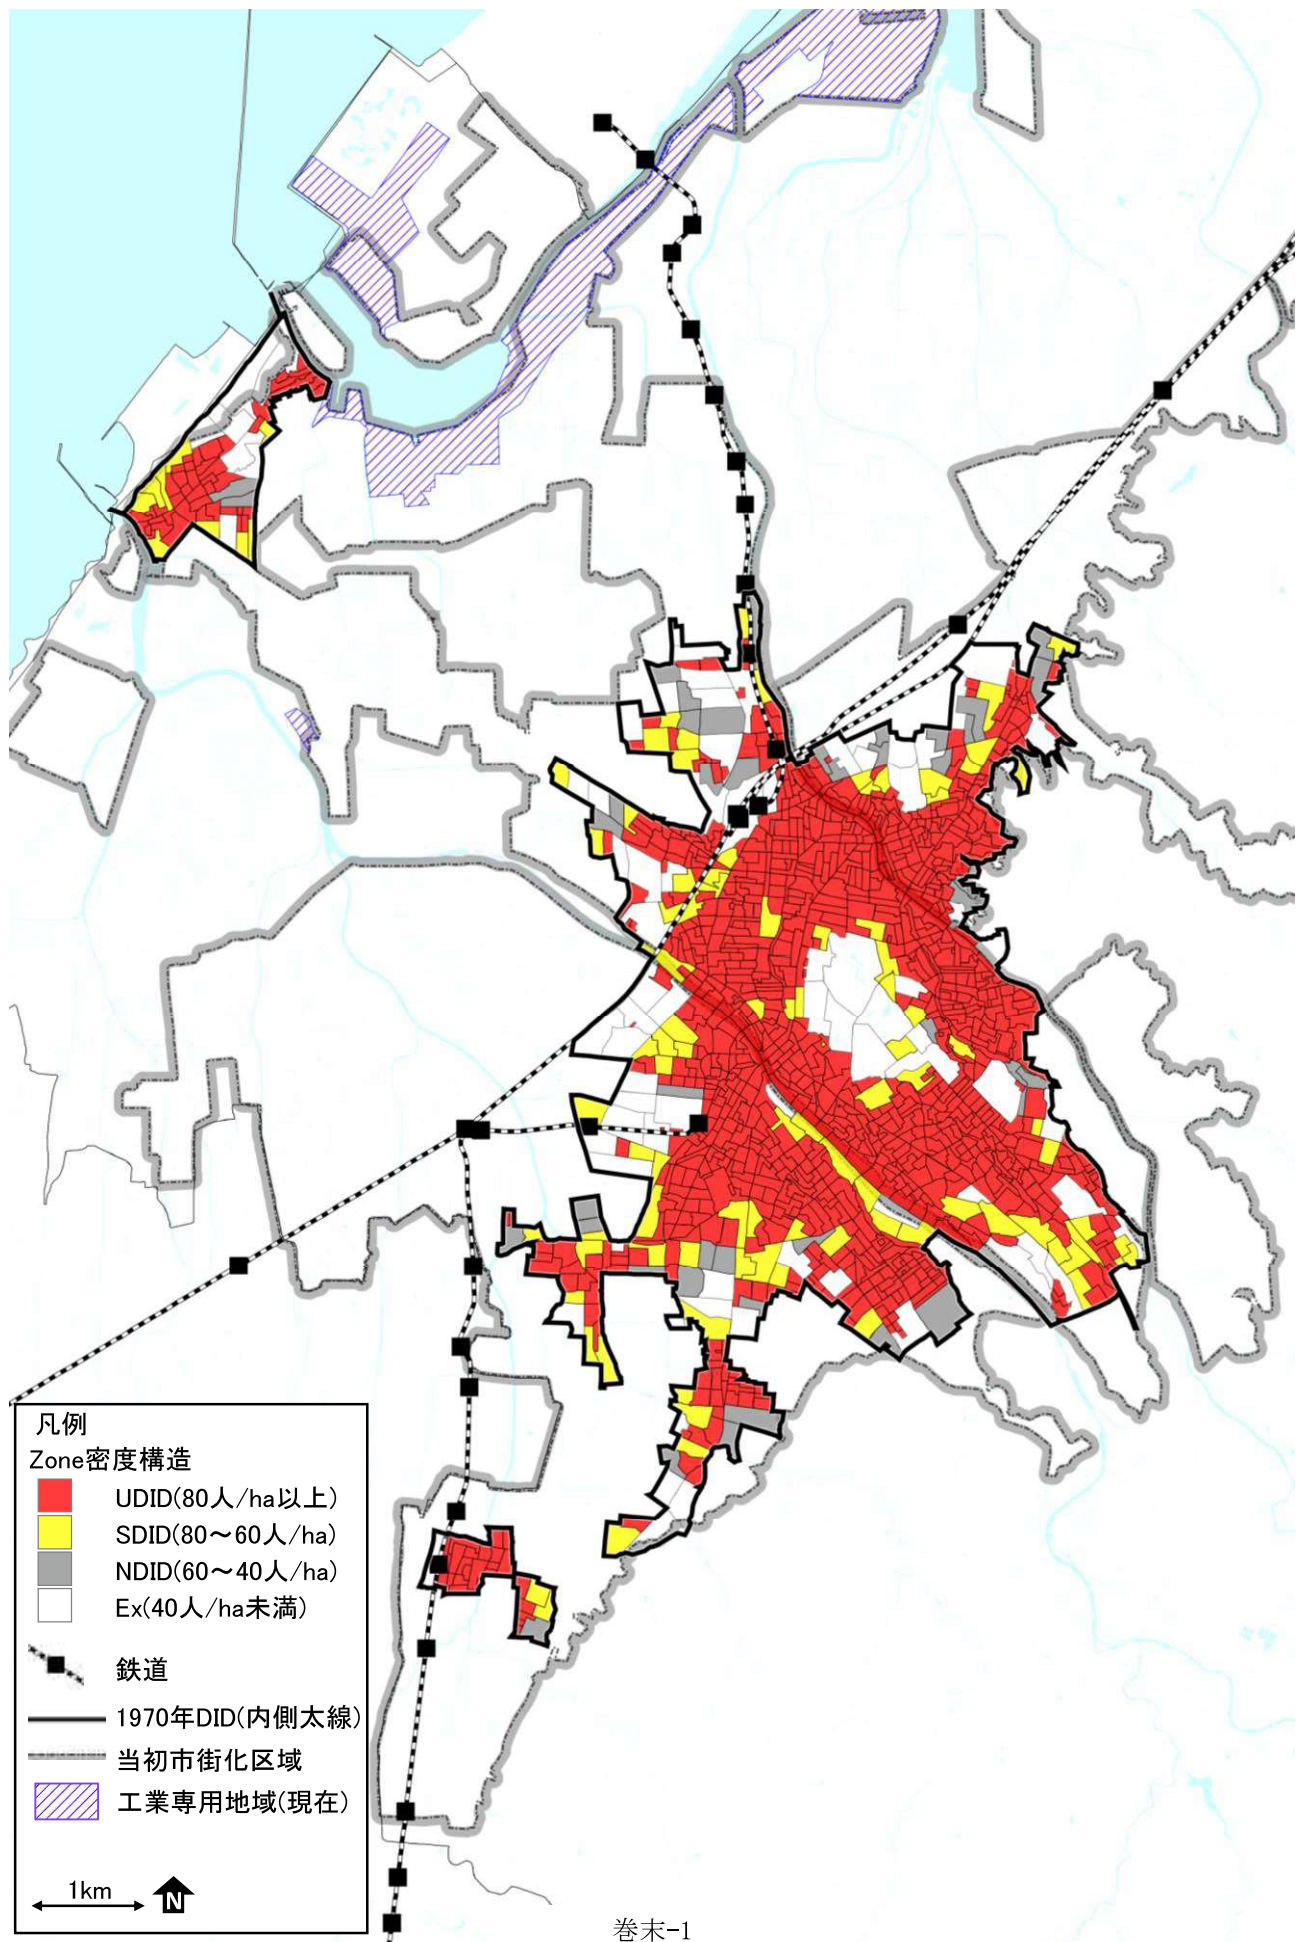 凡例
Zone密度構造
UDID(80人/ha以上)
SDID(80～60人/ha)
NDID(60～40人/ha)
Ex(40人/ha未満)
鉄道
1970年DID(内側太線)
当初市街化区域
工業専用地域(現在)
1km
N
巻末-1